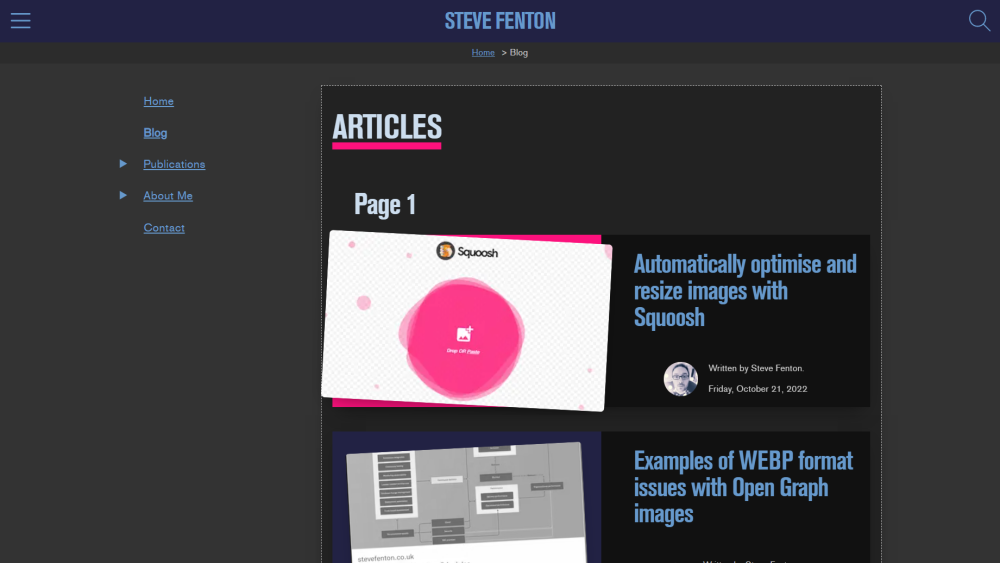 STEVE FENTON
Home > Blog
Home
Blog
Publications
About Me
Contact
ARTICLES
Page 1
Squoosh
Drop OR Paste
Automatically optimise and
resize images with
Squoosh
Written by Steve Fenton.
Friday, October 21, 2022
Examples of WEBP format
issues with Open Graph
images
stevefenton.co.uk